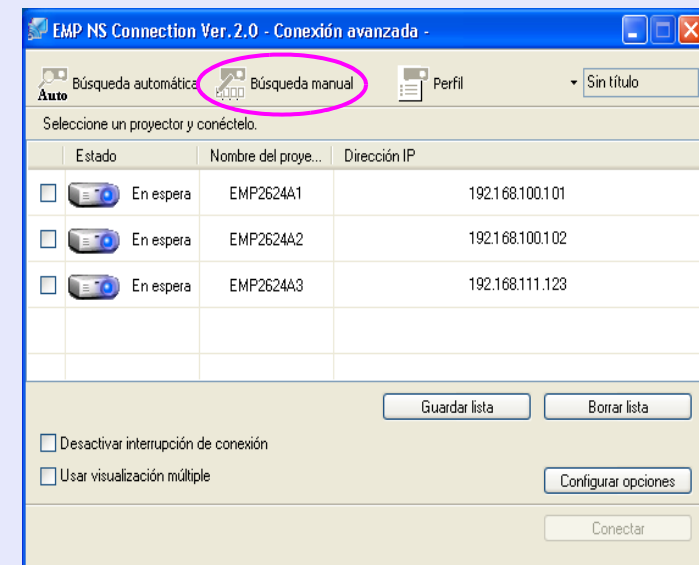 EMP NS Connection Ver.2.0 - Conexión avanzada -
Auto Búsqueda automática Búsqueda manual Perfil Sin título
Seleccione un proyector y conéctelo.
Estado Nombre del proye... Dirección IP
En espera EMP2624A1 192.168.100.101
En espera EMP2624A2 192.168.100.102
En espera EMP2624A3 192.168.111.123
Guardar lista Borrar lista
Desactivar interrupción de conexión
Usar visualización múltiple
Configurar opciones
Conectar